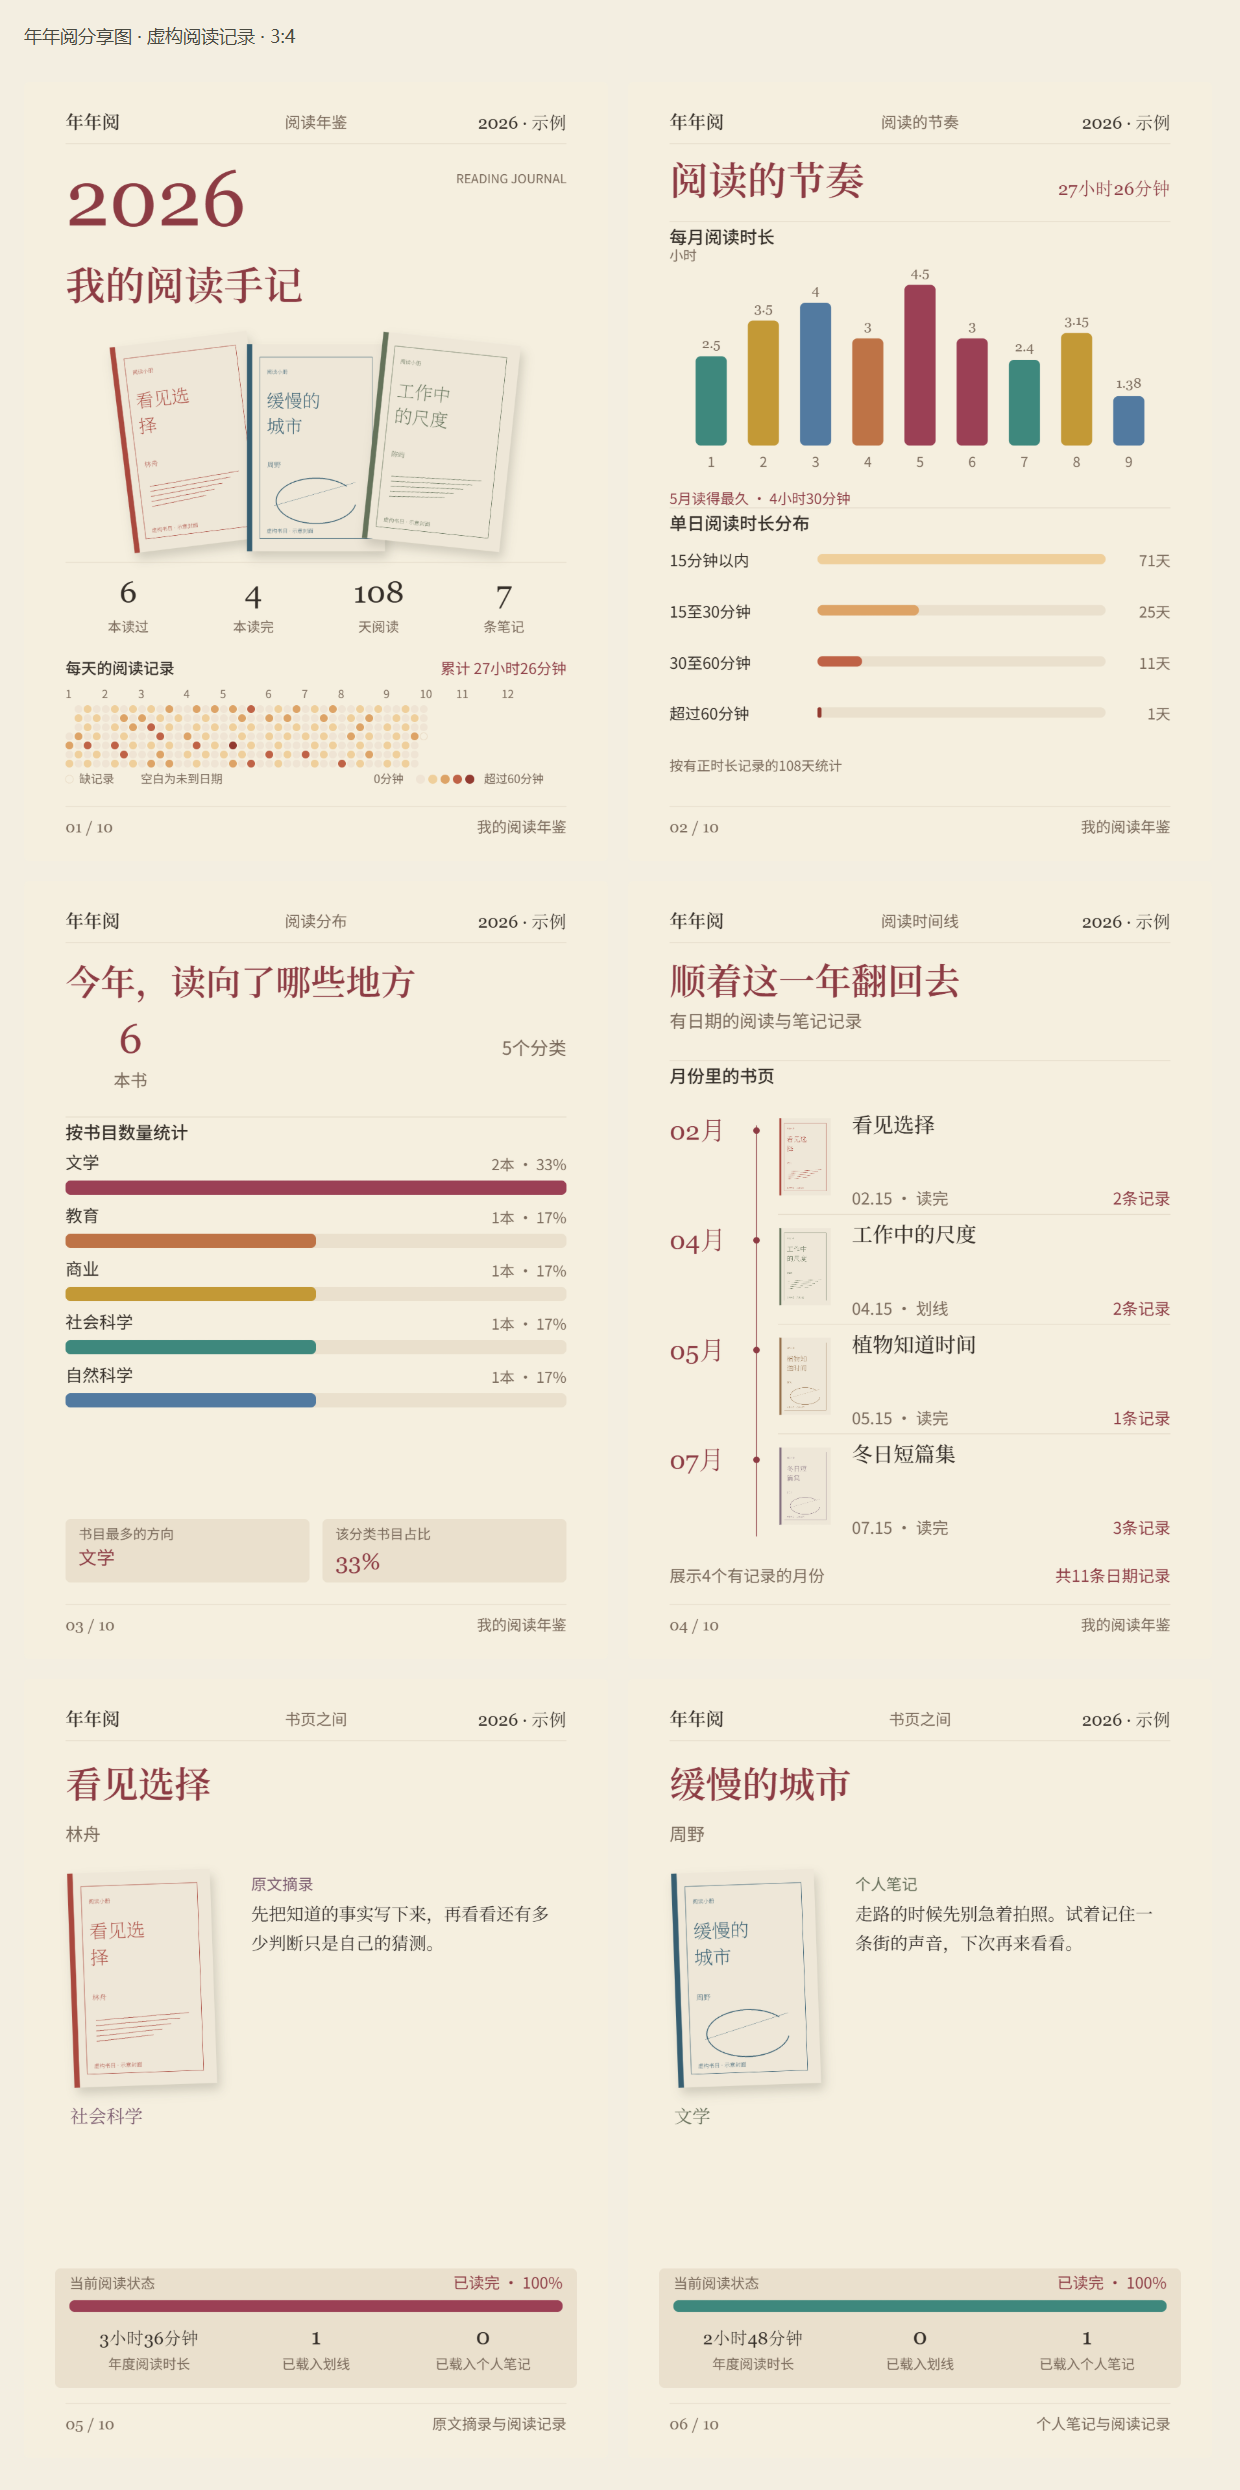 年年阅分享图 · 虚构阅读记录 · 3:4
年年阅 阅读年鉴 2026 · 示例
2026 READING JOURNAL
我的阅读手记
看见选
择
林舟
缓慢的
城市
周野
虚构书目 · 示意封面
工作中
的尺度
6 4 108 7
本读过 本读完 天阅读 条笔记
每天的阅读记录 累计 27小时26分钟
1 2 3 4 5 6 7 8 9 10 11 12
缺记录 空白为未到日期 0分钟 超过60分钟
01 / 10 我的阅读年鉴
年年阅 阅读的节奏 2026 · 示例
阅读的节奏 27小时26分钟
每月阅读时长
小时
2.5 3.5 4 3 4.5 3 2.4 3.15 1.38
1 2 3 4 5 6 7 8 9
5月读得最久 · 4小时30分钟
单日阅读时长分布
15分钟以内 71天
15至30分钟 25天
30至60分钟 11天
超过60分钟 1天
按有正时长记录的108天统计
02 / 10 我的阅读年鉴
年年阅 阅读分布 2026 · 示例
今年，读向了哪些地方
6 5个分类
本书
按书目数量统计
文学 2本 · 33%
教育 1本 · 17%
商业 1本 · 17%
社会科学 1本 · 17%
自然科学 1本 · 17%
书目最多的方向 该分类书目占比
文学 33%
03 / 10 我的阅读年鉴
年年阅 阅读时间线 2026 · 示例
顺着这一年翻回去
有日期的阅读与笔记记录
月份里的书页
02月 看见选择
02.15 · 读完 2条记录
04月 工作中的尺度
04.15 · 划线 2条记录
05月 植物知道时间
05.15 · 读完 1条记录
07月 冬日短篇集
07.15 · 读完 3条记录
展示4个有记录的月份 共11条日期记录
04 / 10 我的阅读年鉴
年年阅 书页之间 2026 · 示例
看见选择
林舟
看见选
择
林舟
虚构书目 · 示意封面
原文摘录
先把知道的事实写下来，再看看还有多
少判断只是自己的猜测。
社会科学
当前阅读状态 已读完 · 100%
3小时36分钟 1 0
年度阅读时长 已载入划线 已载入个人笔记
05 / 10 原文摘录与阅读记录
年年阅 书页之间 2026 · 示例
缓慢的城市
周野
缓慢的
城市
周野
虚构书目 · 示意封面
个人笔记
走路的时候先别急着拍照。试着记住一
条街的声音，下次再来看看。
文学
当前阅读状态 已读完 · 100%
2小时48分钟 0 1
年度阅读时长 已载入划线 已载入个人笔记
06 / 10 个人笔记与阅读记录